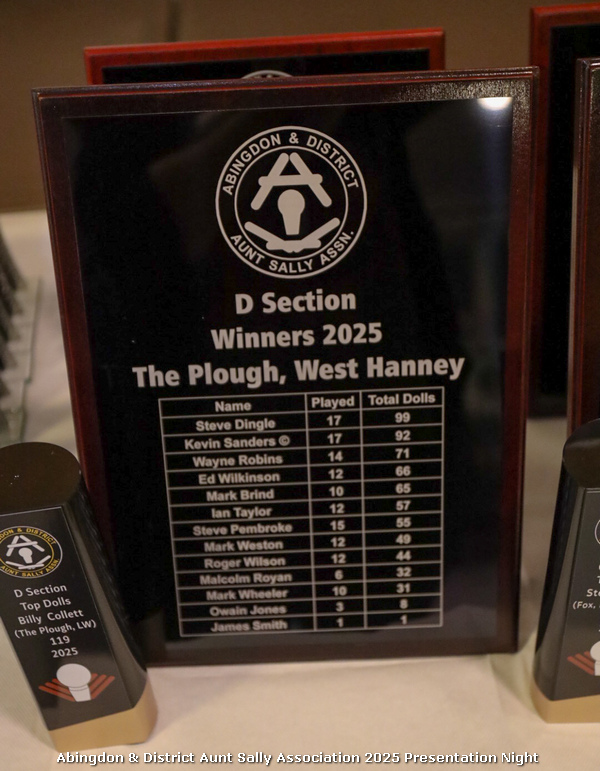 ABINGDON & DISTRICT
AUNT SALLY ASSN.
D Section
Winners 2025
The Plough, West Hanney
Name Played Total Dolls
Steve Dingle 17 99
Kevin Sanders © 17 92
Wayne Robins 14 71
Ed Wilkinson 12 66
Mark Brind 10 65
Ian Taylor 12 57
Steve Pembroke 15 55
Mark Weston 12 49
Roger Wilson 12 44
Malcolm Royan 6 32
Mark Wheeler 10 31
Owain Jones 3 8
James Smith 1 1
& DISTRICT
AUNT SALLY ASSN.
D Section
Top Dolls
Billy Collett
(The Plough, LW)
119
2025
(Fox,
Abingdon & District Aunt Sally Association 2025 Presentation Night